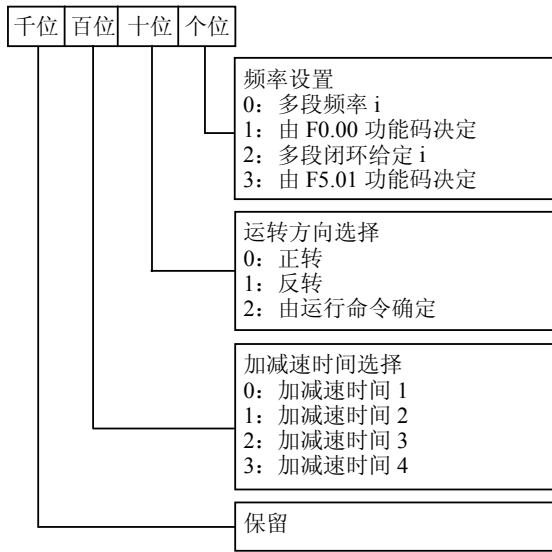 千位 百位 十位 个位
频率设置
0：多段频率 i
1：由 F0.00 功能码决定
2：多段闭环给定 i
3：由 F5.01 功能码决定
运转方向选择
0：正转
1：反转
2：由运行命令确定
加减速时间选择
0：加减速时间 1
1：加减速时间 2
2：加减速时间 3
3：加减速时间 4
保留